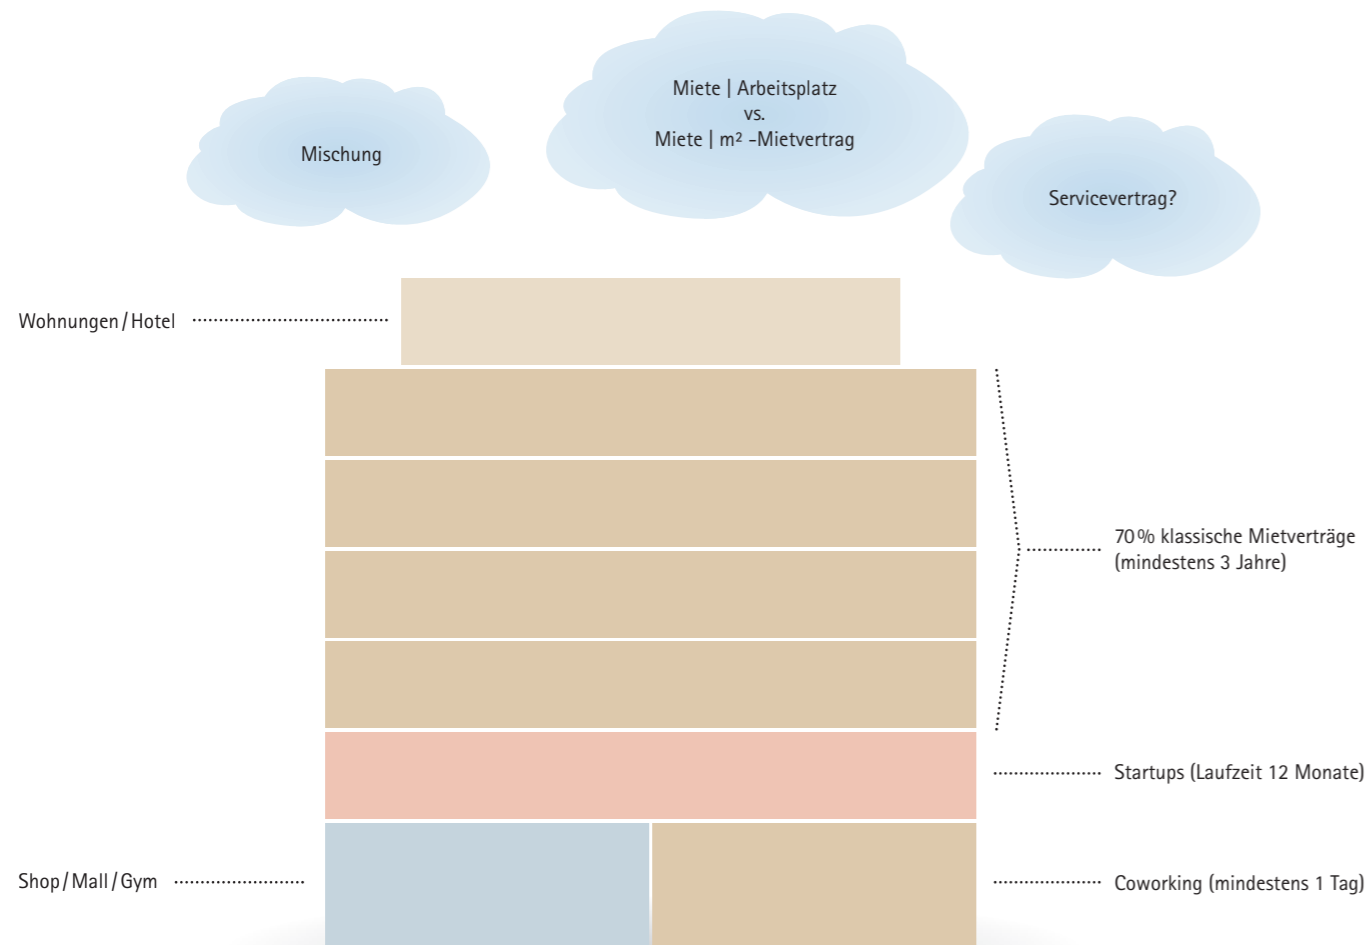 Miete | Arbeitsplatz
vs.
Miete | m² -Mietvertrag
Mischung
Servicevertrag?
Wohnungen/Hotel
70% klassische Mietverträge
(mindestens 3 Jahre)
Startups (Laufzeit 12 Monate)
Shop/Mall/Gym
Coworking (mindestens 1 Tag)